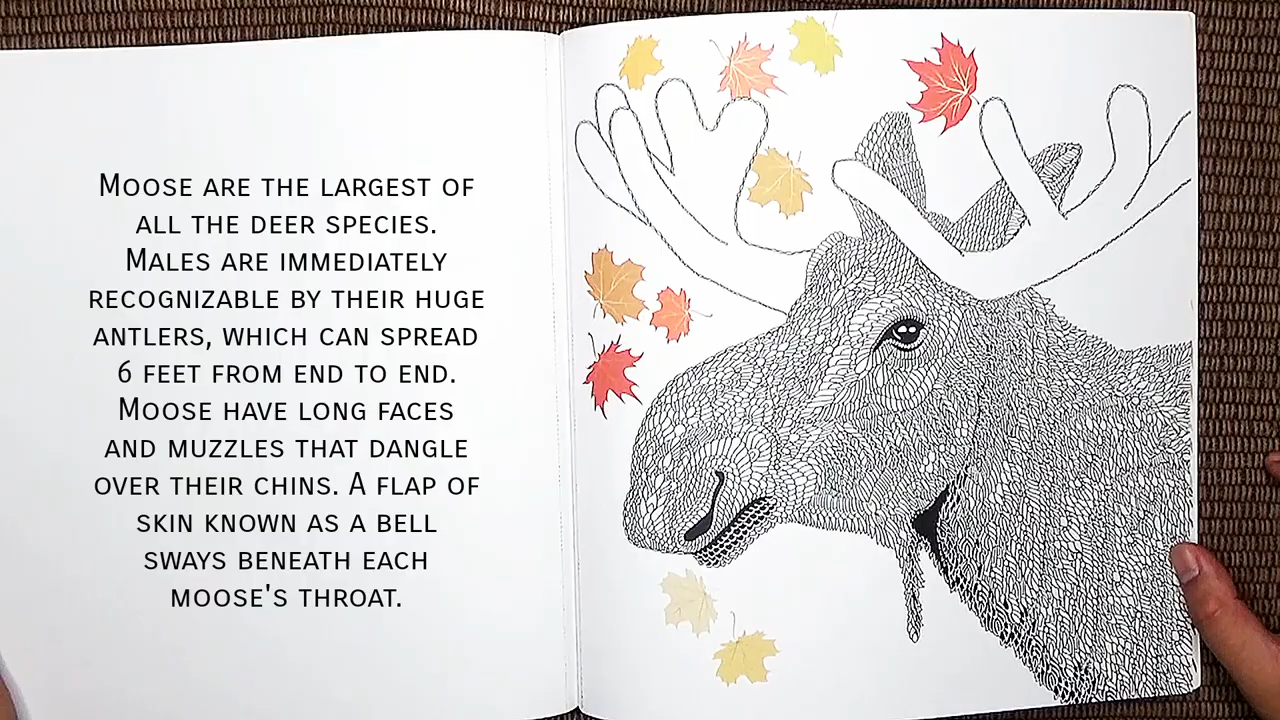 Moose are the largest of
all the deer species.
Males are immediately
recognizable by their huge
antlers, which can spread
6 feet from end to end.
Moose have long faces
and muzzles that dangle
over their chins. A flap of
skin known as a bell
sways beneath each
moose's throat.